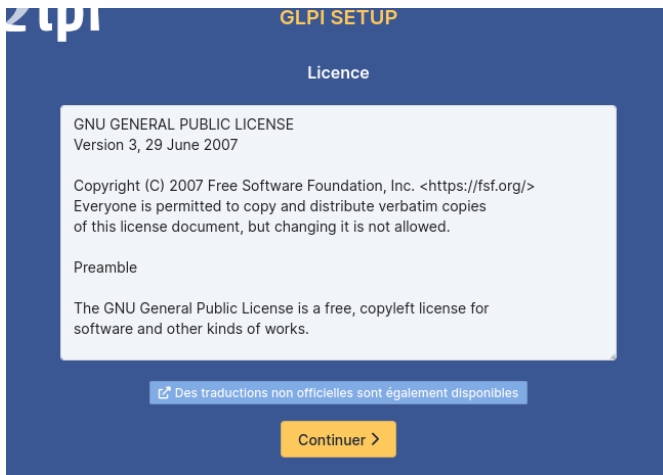 GLPI SETUP
Licence
GNU GENERAL PUBLIC LICENSE
Version 3, 29 June 2007
Copyright (C) 2007 Free Software Foundation, Inc. <https://fsf.org/>
Everyone is permitted to copy and distribute verbatim copies
of this license document, but changing it is not allowed.
Preamble
The GNU General Public License is a free, copyleft license for
software and other kinds of works.
Des traductions non officielles sont également disponibles
Continuer